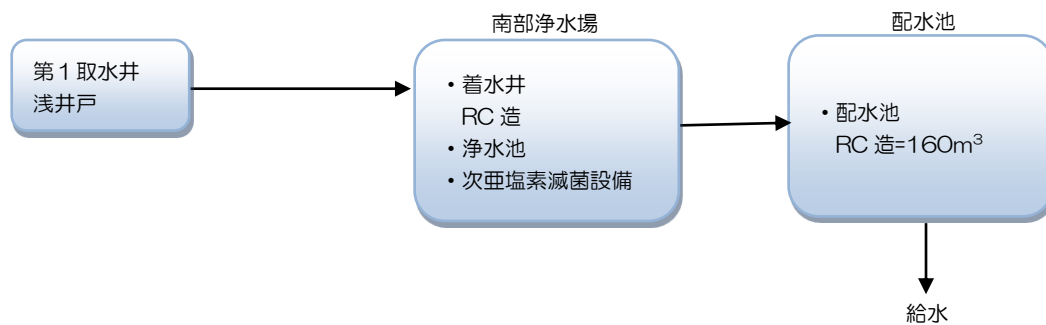 第１取水井
浅井戸
南部浄水場
・着水井
RC 造
・浄水池
・次亜塩素滅菌設備
配水池
・配水池
RC 造=160m³
給水